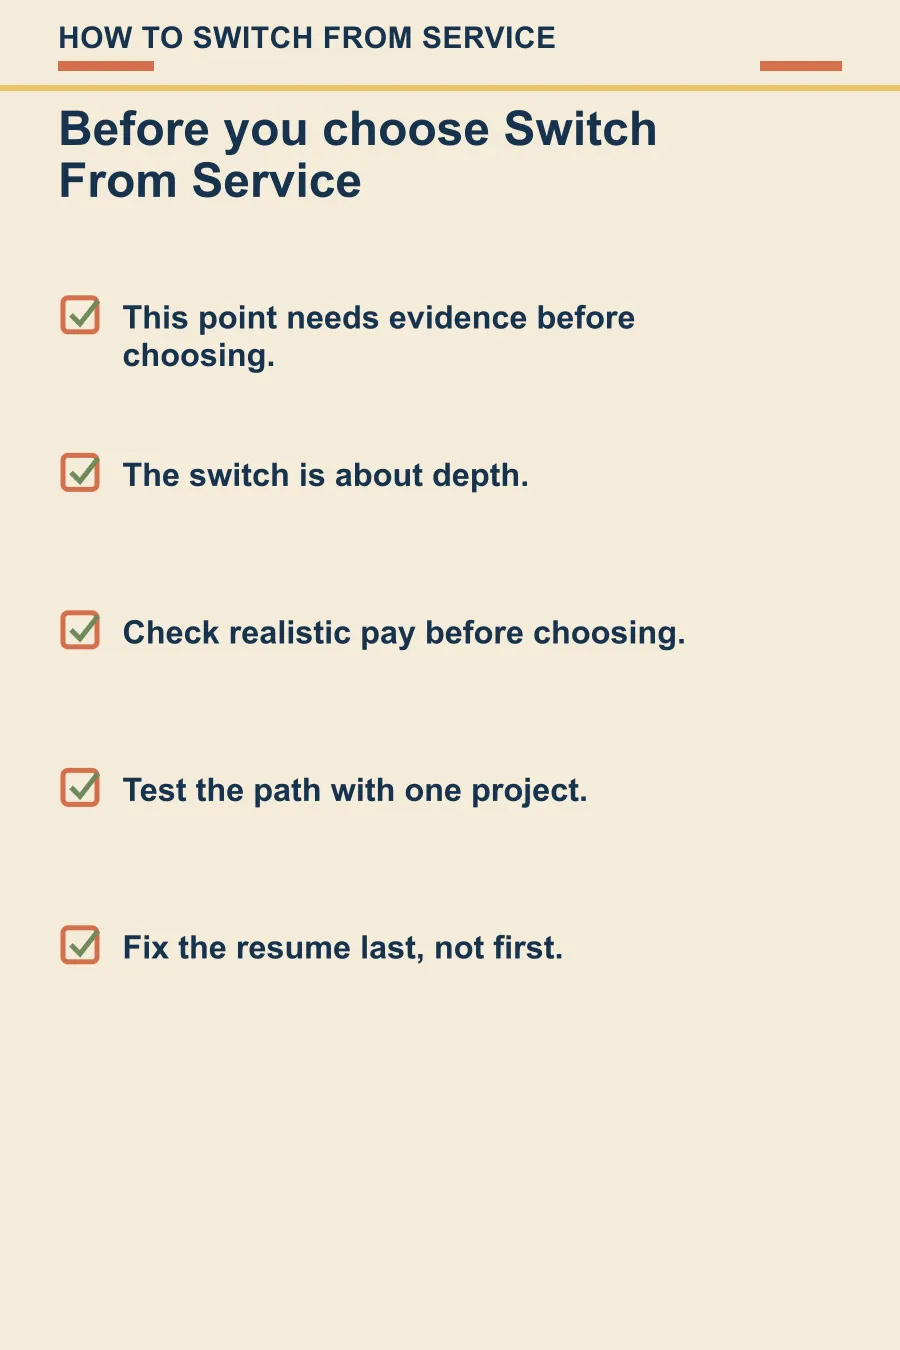 HOW TO SWITCH FROM SERVICE
Before you choose Switch
From Service
This point needs evidence before
choosing.
The switch is about depth.
Check realistic pay before choosing.
Test the path with one project.
Fix the resume last, not first.